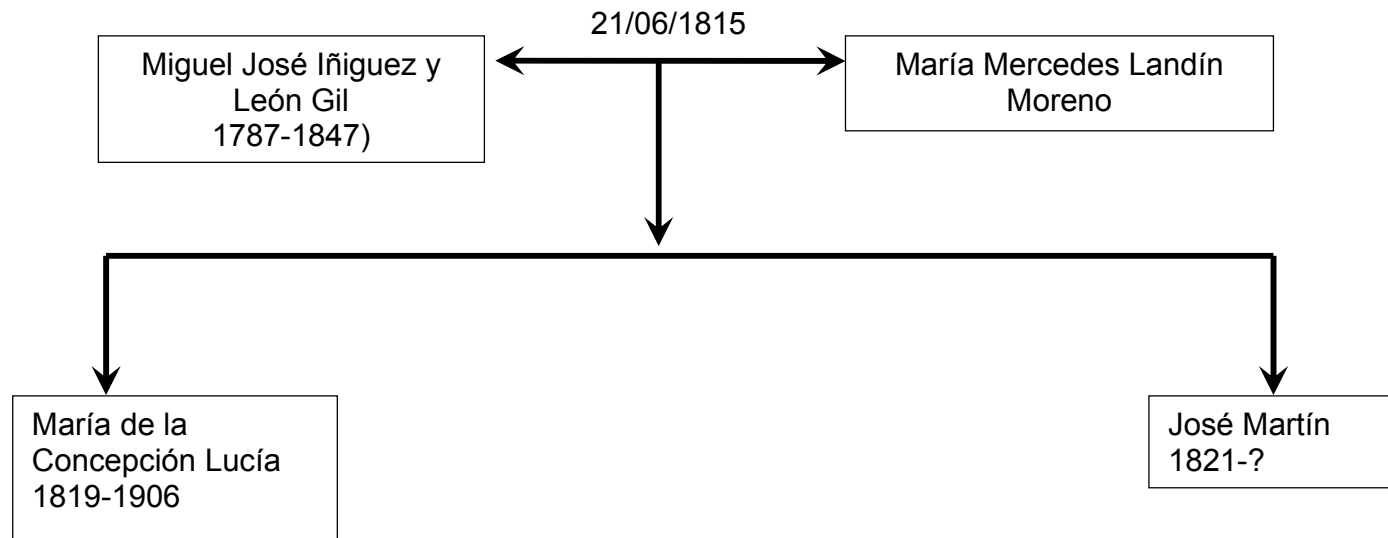 21/06/1815
Miguel José Iñiguez y
León Gil
1787-1847)
María Mercedes Landín
Moreno
María de la
Concepción Lucía
1819-1906
José Martín
1821-?